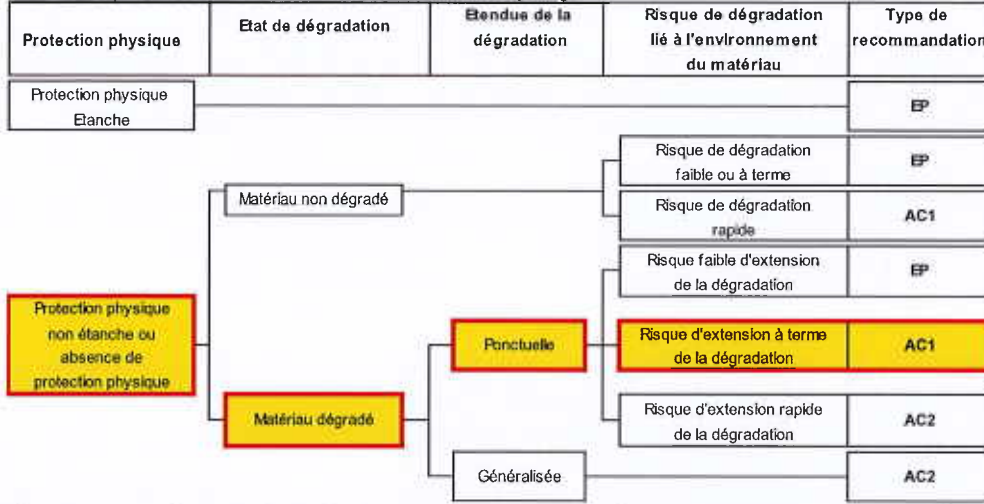 Protection physique
Etat de dégradation
Etendue de la
dégradation
Risque de dégradation
lié à l'environnement
du matériau
Type de
recommandation
Protection physique
Etanche
EP
Matériau non dégradé
Risque de dégradation
faible ou à terme
EP
Risque de dégradation
rapide
AC1
Protection physique
non étanche ou
absence de
protection physique
Matériau dégradé
Ponctuelle
Risque faible d'extension
de la dégradation
EP
Risque d'extension à terme
de la dégradation
AC1
Risque d'extension rapide
de la dégradation
AC2
Généralisée
AC2